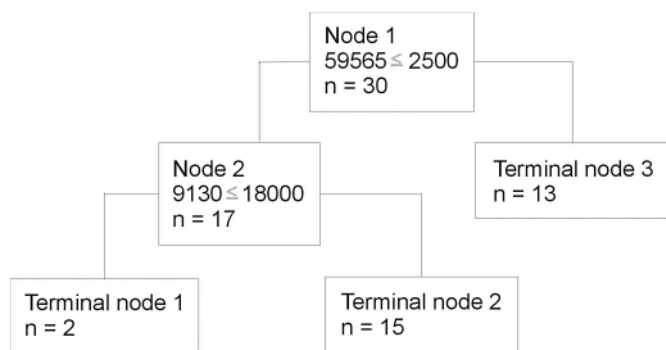 Node 1
59565 ≤ 2500
n = 30
Node 2
9130 ≤ 18000
n = 17
Terminal node 3
n = 13
Terminal node 1
n = 2
Terminal node 2
n = 15